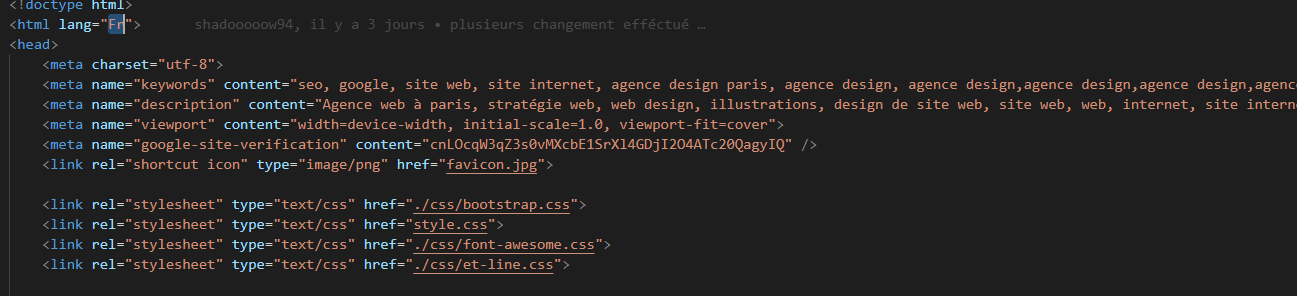 <!doctype html>
<html lang="Fr"> shadooooow94, il y a 3 jours • plusieurs changement efféctué …
<head>
<meta charset="utf-8">
<meta name="keywords" content="seo, google, site web, site internet, agence design paris, agence design, agence design,agence design,agence design,agence
<meta name="description" content="Agence web à paris, stratégie web, web design, illustrations, design de site web, site web, web, internet, site intern
<meta name="viewport" content="width=device-width, initial-scale=1.0, viewport-fit=cover">
<meta name="google-site-verification" content="cnLOcqW3qZ3s0vMXcbE1SrXl4GDjI2O4ATc20QagyIQ" />
<link rel="shortcut icon" type="image/png" href="favicon.jpg">
<link rel="stylesheet" type="text/css" href="./css/bootstrap.css">
<link rel="stylesheet" type="text/css" href="style.css">
<link rel="stylesheet" type="text/css" href="./css/font-awesome.css">
<link rel="stylesheet" type="text/css" href="./css/et-line.css">